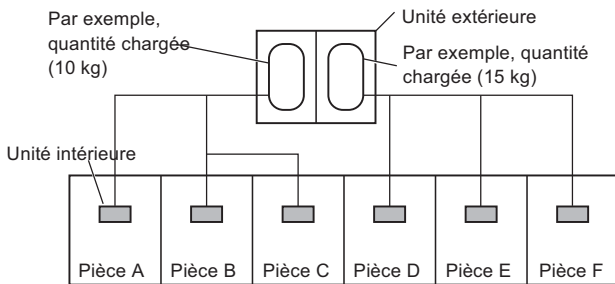 Par exemple,
quantité chargée
(10 kg)
Unité extérieure
Par exemple, quantité
chargée (15 kg)
Unité intérieure
Pièce A
Pièce B
Pièce C
Pièce D
Pièce E
Pièce F